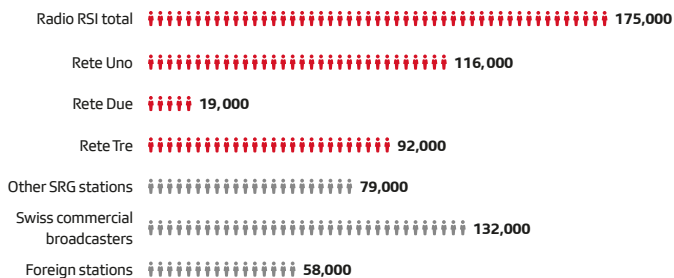 Radio RSI total 175,000
Rete Uno 116,000
Rete Due 19,000
Rete Tre 92,000
Other SRG stations 79,000
Swiss commercial
broadcasters 132,000
Foreign stations 58,000